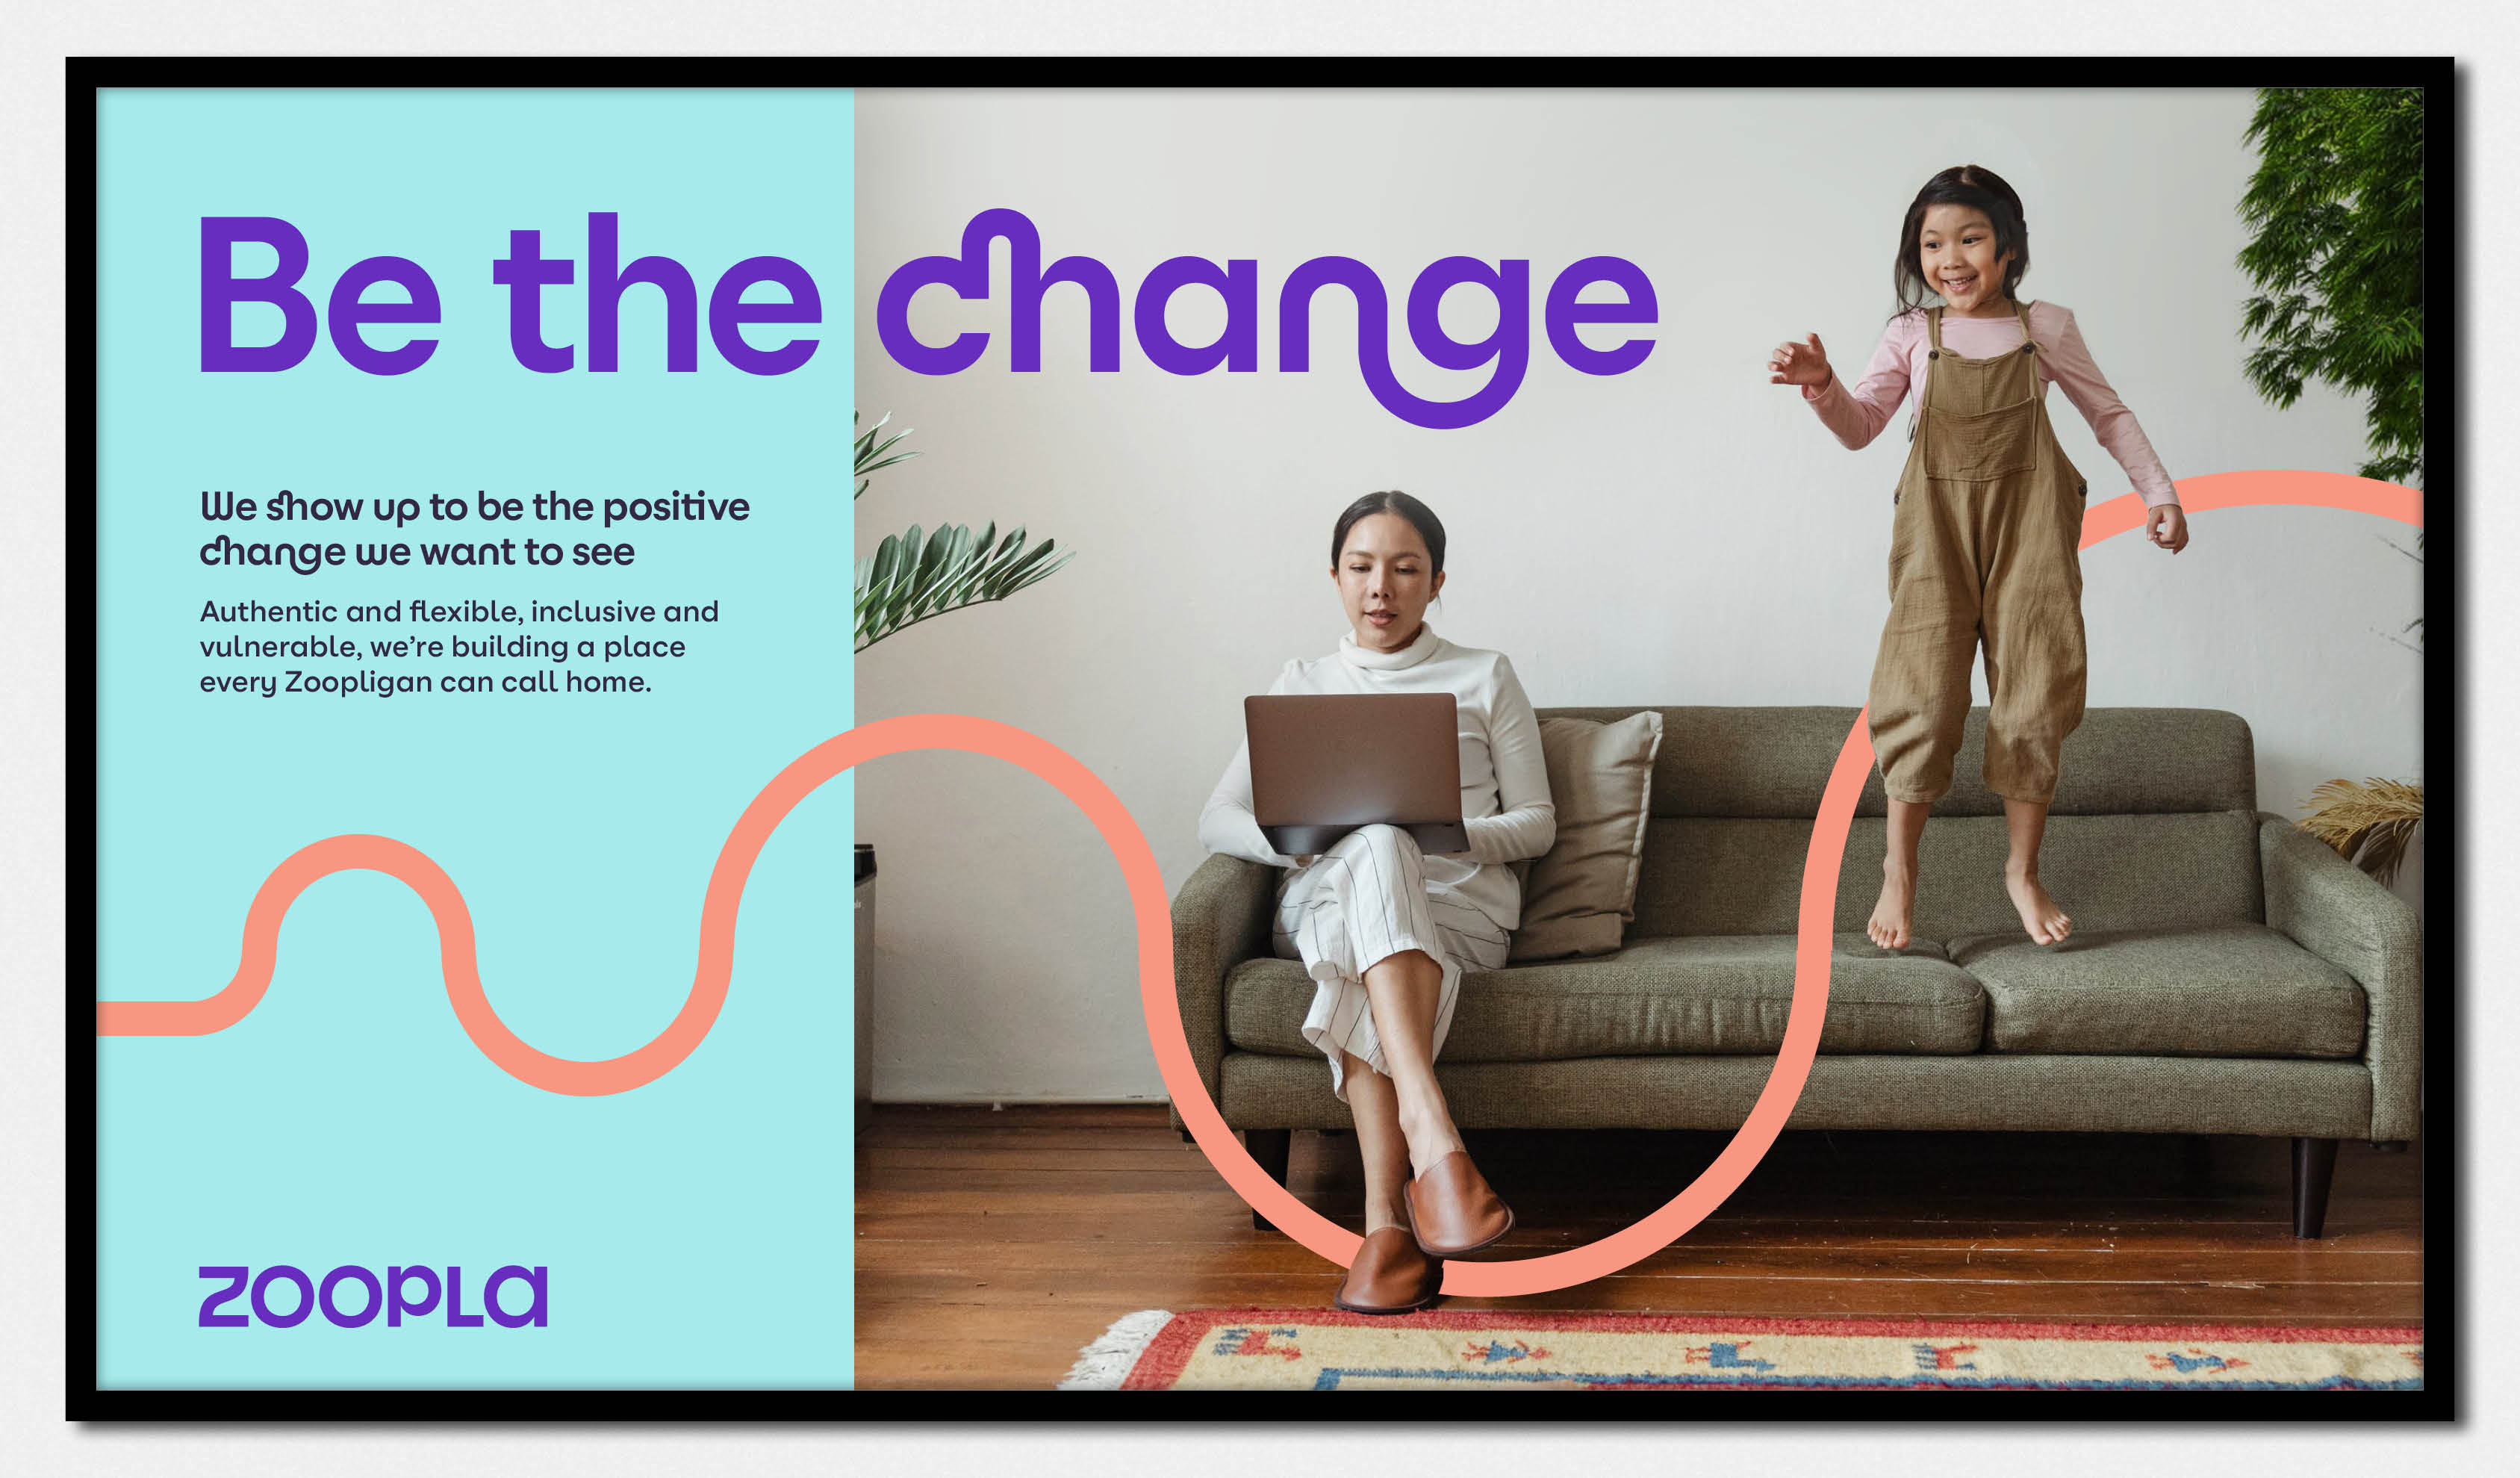 Be the change
We show up to be the positive
change we want to see
Authentic and flexible, inclusive and
vulnerable, we’re building a place
every Zoopligan can call home.
ZOOPLA